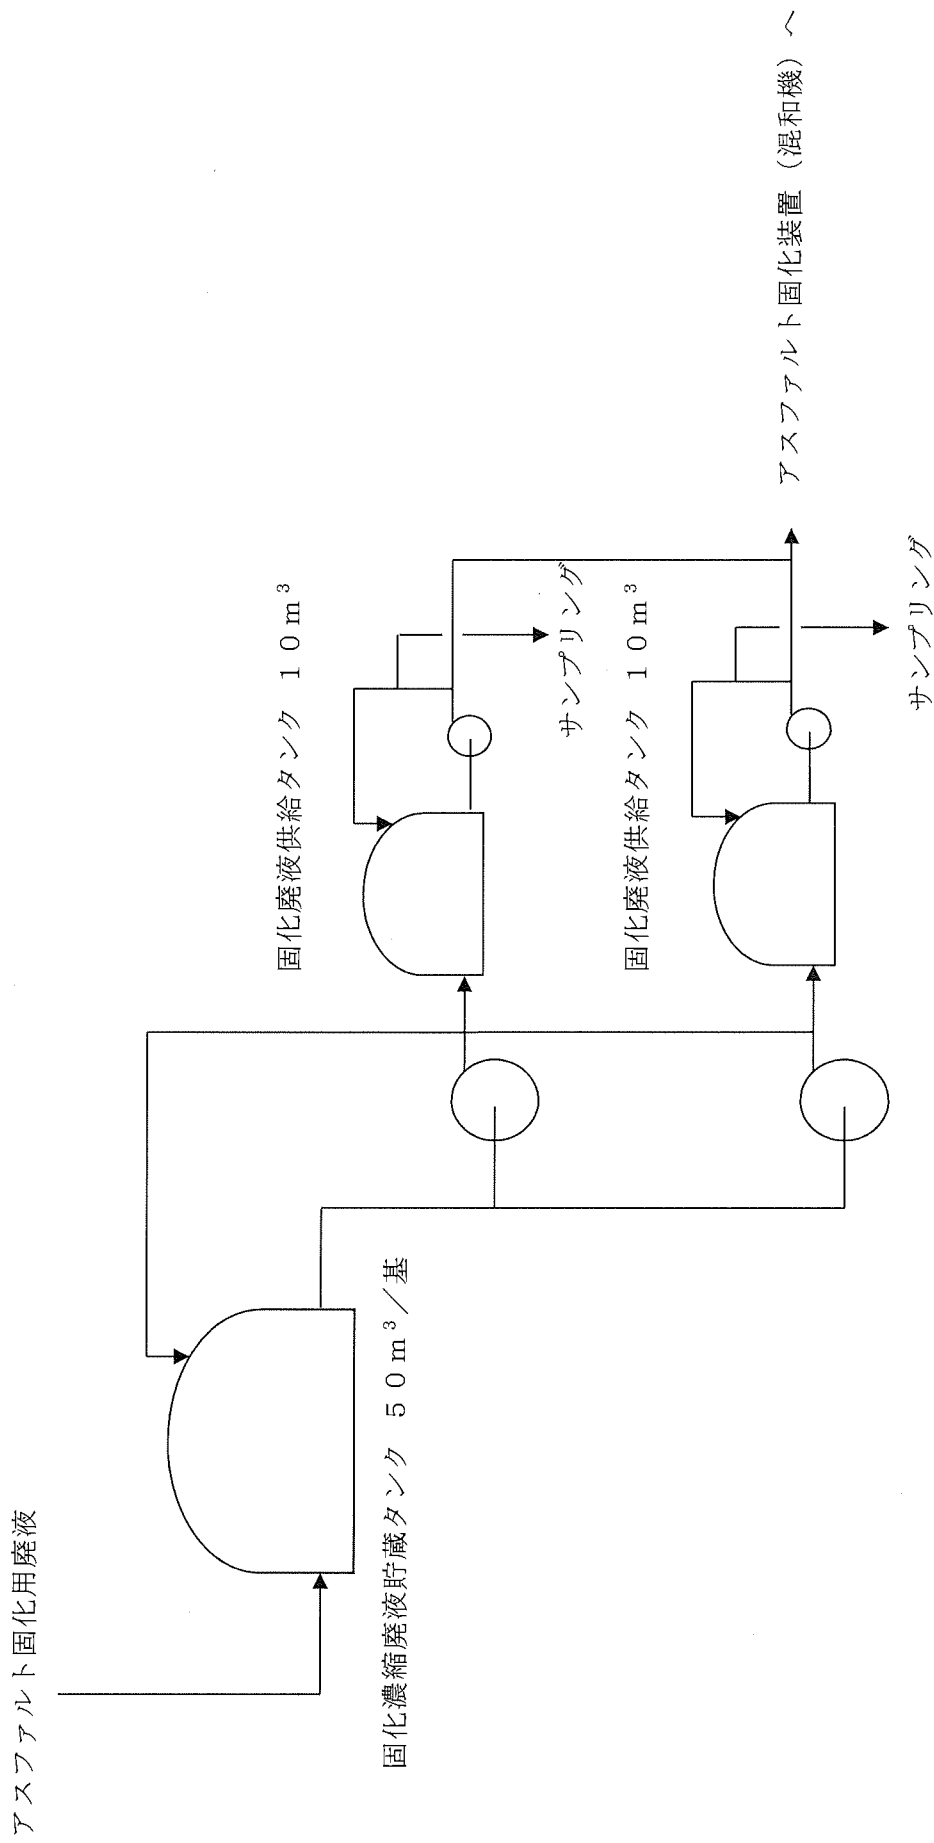 アスファルト固化用廃液
固化濃縮廃液貯蔵タンク 50m³/基
固化廃液供給タンク 10m³
サンプリング
固化廃液供給タンク 10m³
サンプリング
アスファルト固化装置（混和機）へ